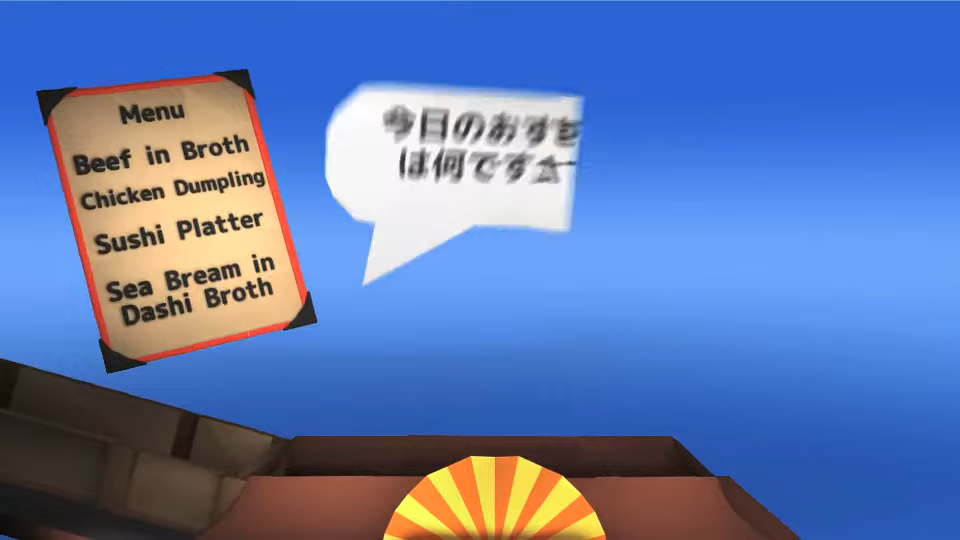 Menu
Beef in Broth
Chicken Dumpling
Sushi Platter
Sea Bream in
Dashi Broth
今日のおす
は何です